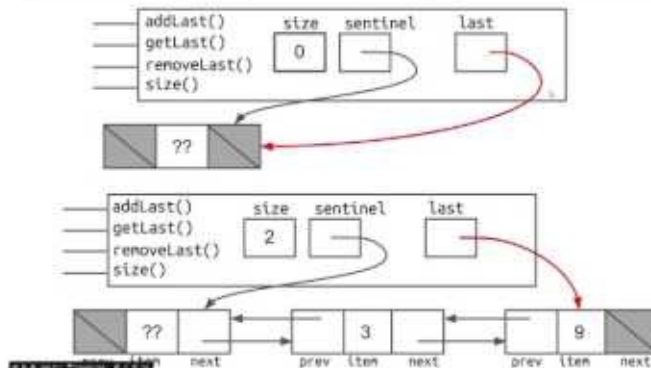 addLast()
getLast()
removeLast()
size()
size sentinel last
0
??
addLast()
getLast()
removeLast()
size()
size sentinel last
2
?? 3 9
item next prev item next prev item next